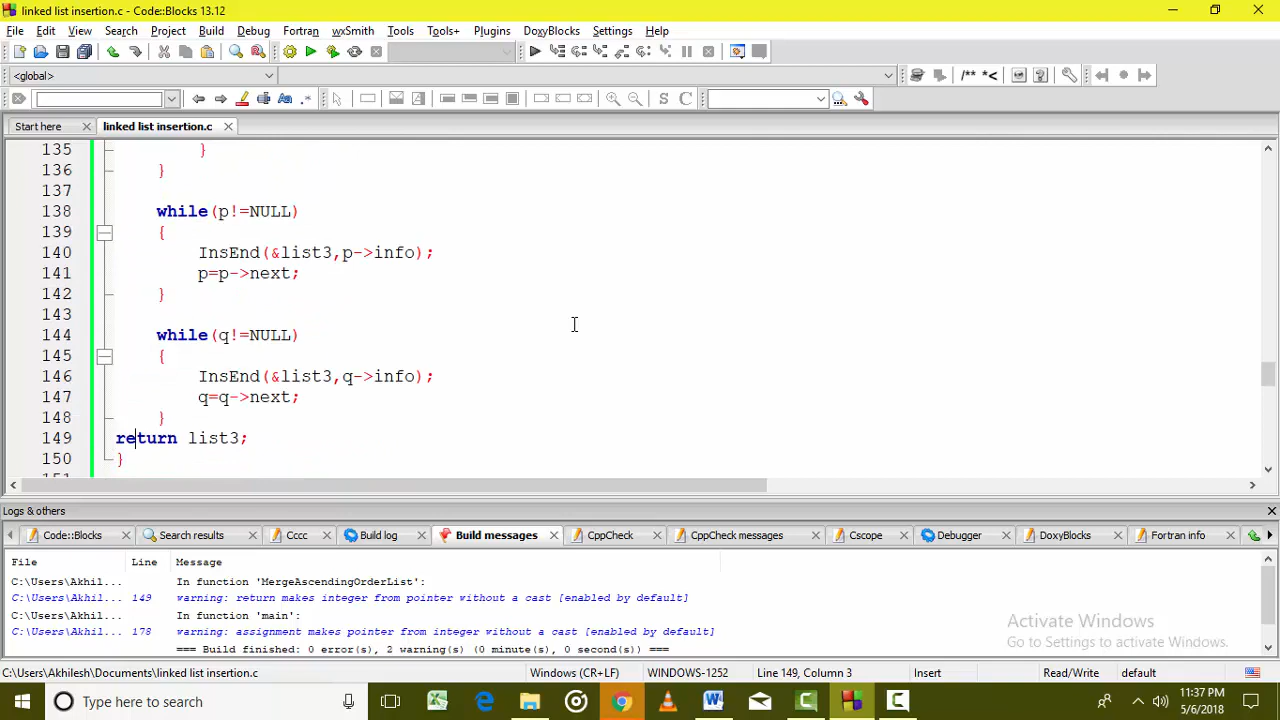 linked list insertion.c - Code::Blocks 13.12
File Edit View Search Project Build Debug Fortran wxSmith Tools Tools+ Plugins DoxyBlocks Settings Help
<global>
/** *<
S C
Start here linked list insertion.c
135 }
136 }
137
138 while(p!=NULL)
139 {
140 InsEnd(&list3,p->info);
141 p=p->next;
142 }
143
144 while(q!=NULL)
145 {
146 InsEnd(&list3,q->info);
147 q=q->next;
148 }
149 return list3;
150 }
151
Logs & others
Code::Blocks Search results Cccc Build log Build messages CppCheck CppCheck messages Cscope Debugger DoxyBlocks Fortran info
File Line Message
C:\Users\Akhil... In function 'MergeAscendingOrderList':
C:\Users\Akhil... 149 warning: return makes integer from pointer without a cast [enabled by default]
C:\Users\Akhil... In function 'main':
C:\Users\Akhil... 178 warning: assignment makes pointer from integer without a cast [enabled by default]
=== Build finished: 0 error(s), 2 warning(s) (0 minute(s), 0 second(s)) ===
Activate Windows
Go to Settings to activate Windows.
C:\Users\Akhilesh\Documents\linked list insertion.c Windows (CR+LF) WINDOWS-1252 Line 149, Column 3 Insert Read/Write default
Type here to search
11:37 PM
5/6/2018